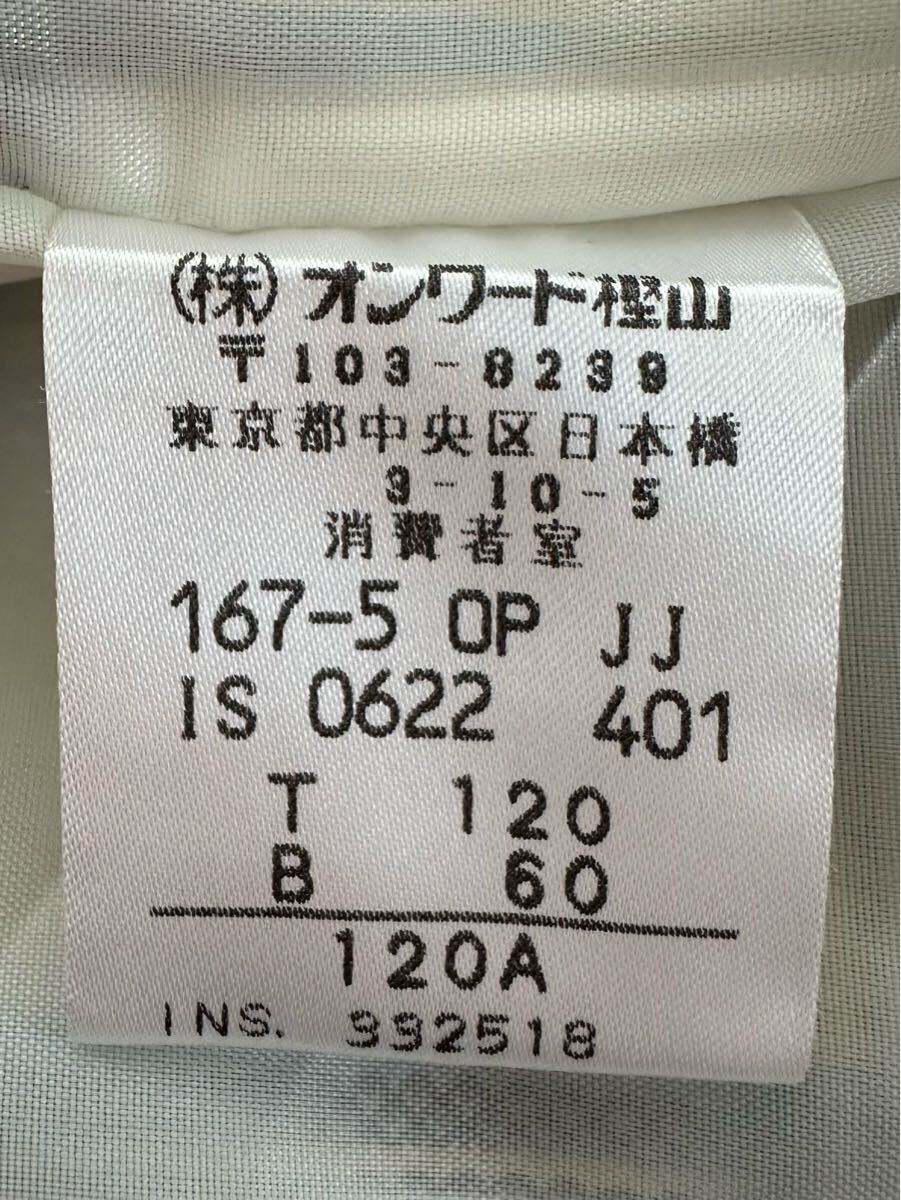 (株)オンワード樫山
〒103-8239
東京都中央区日本橋
3-10-5
消費者室
167-5 OP JJ
IS 0622 401
T 120
B 60
120A
INS. 992518